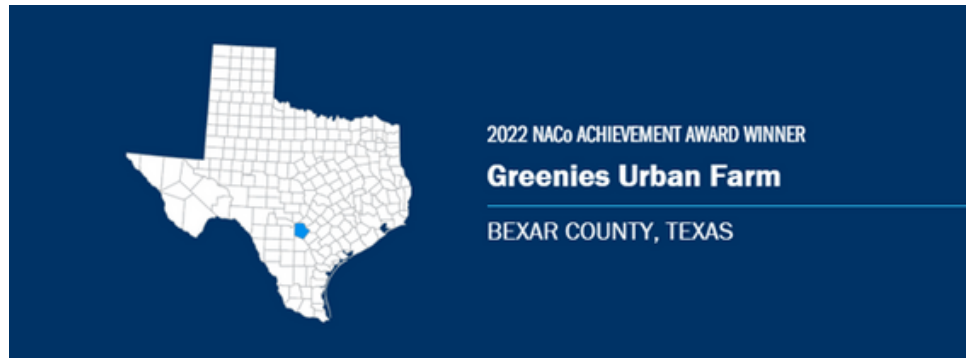 2022 NACo ACHIEVEMENT AWARD WINNER
Greenies Urban Farm
BEXAR COUNTY, TEXAS